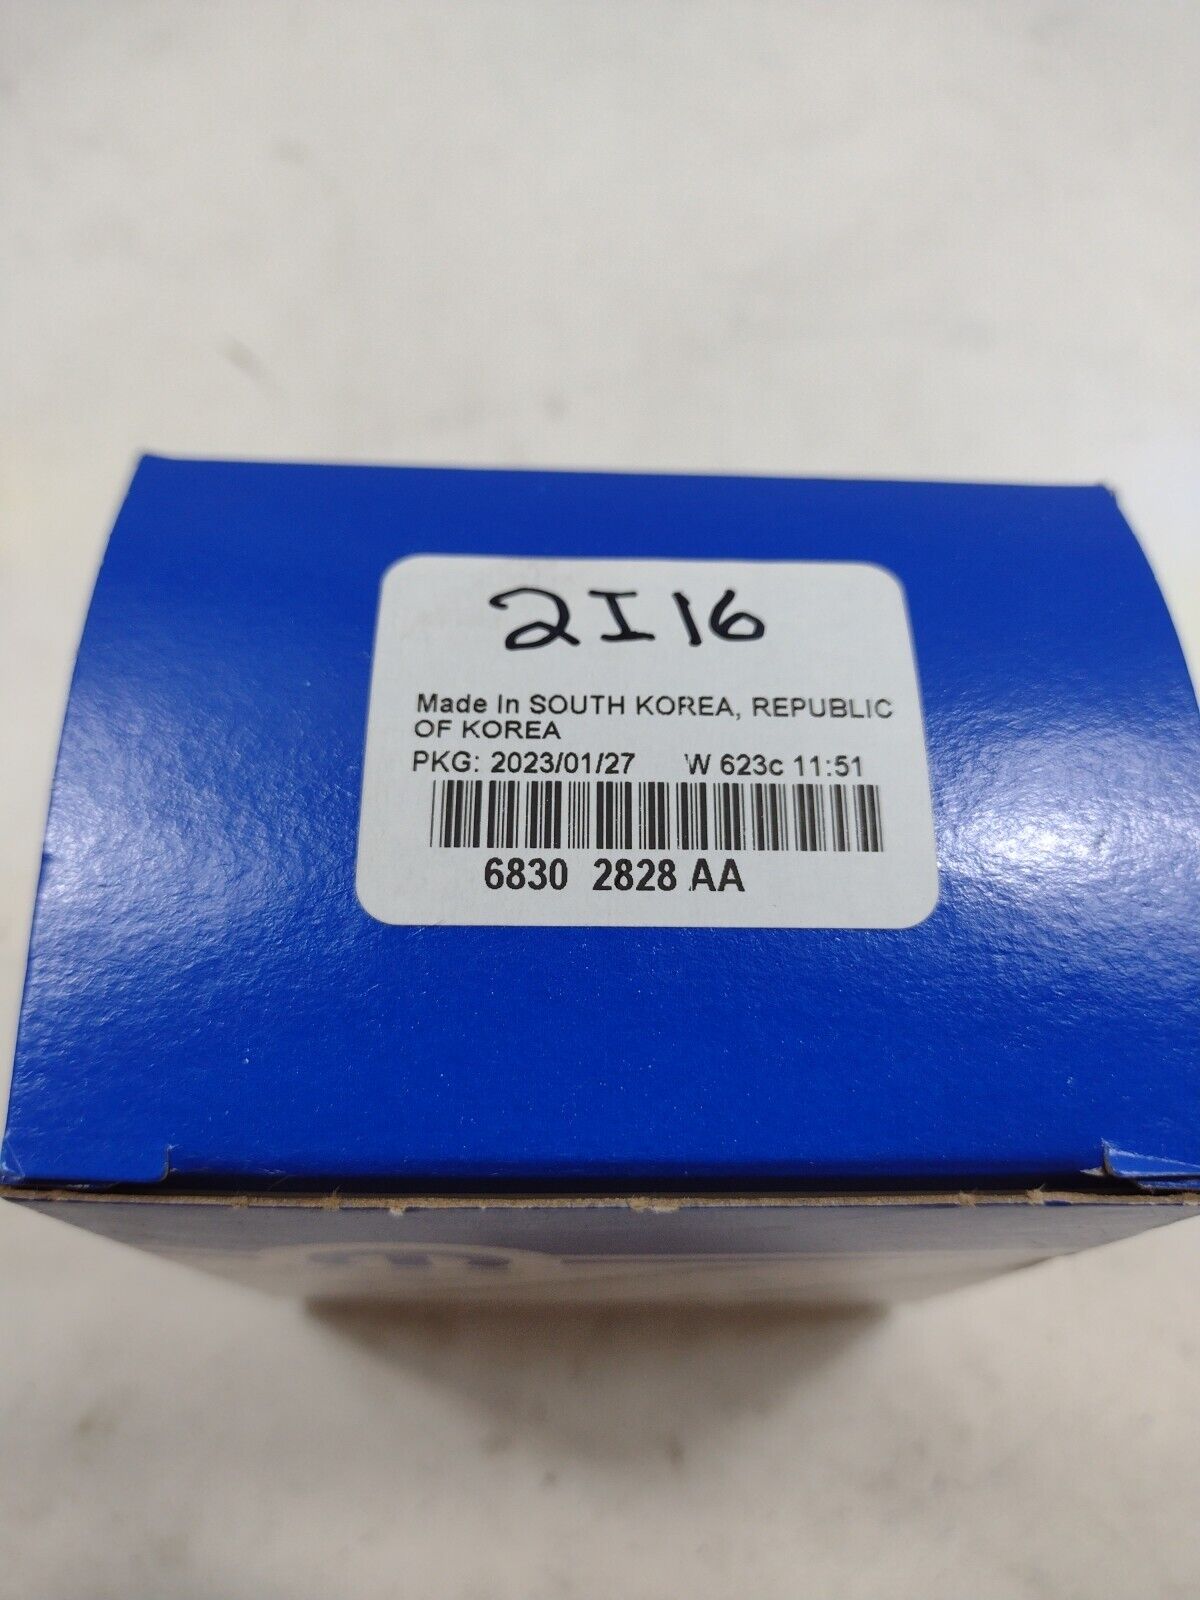 2I16
Made In SOUTH KOREA, REPUBLIC
OF KOREA
PKG: 2023/01/27 W 623c 11:51
6830 2828 AA